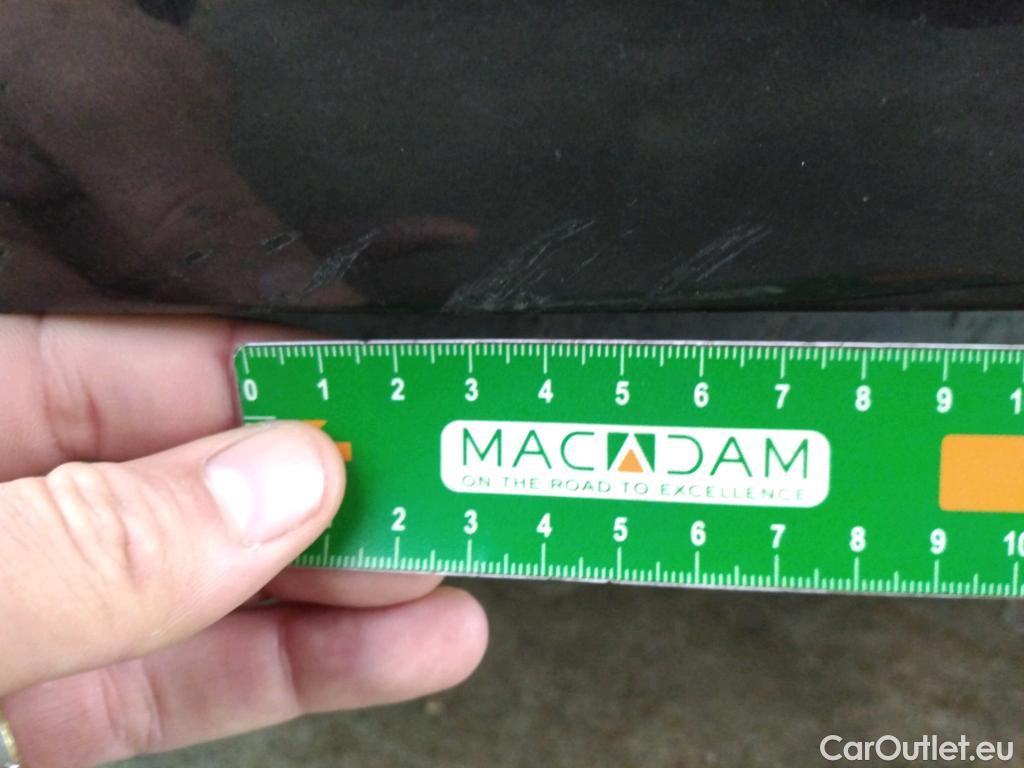 0 1 2 3 4 5 6 7 8 9 1
MACADAM
ON THE ROAD TO EXCELLENCE
2 3 4 5 6 7 8 9 10
CarOutlet.eu